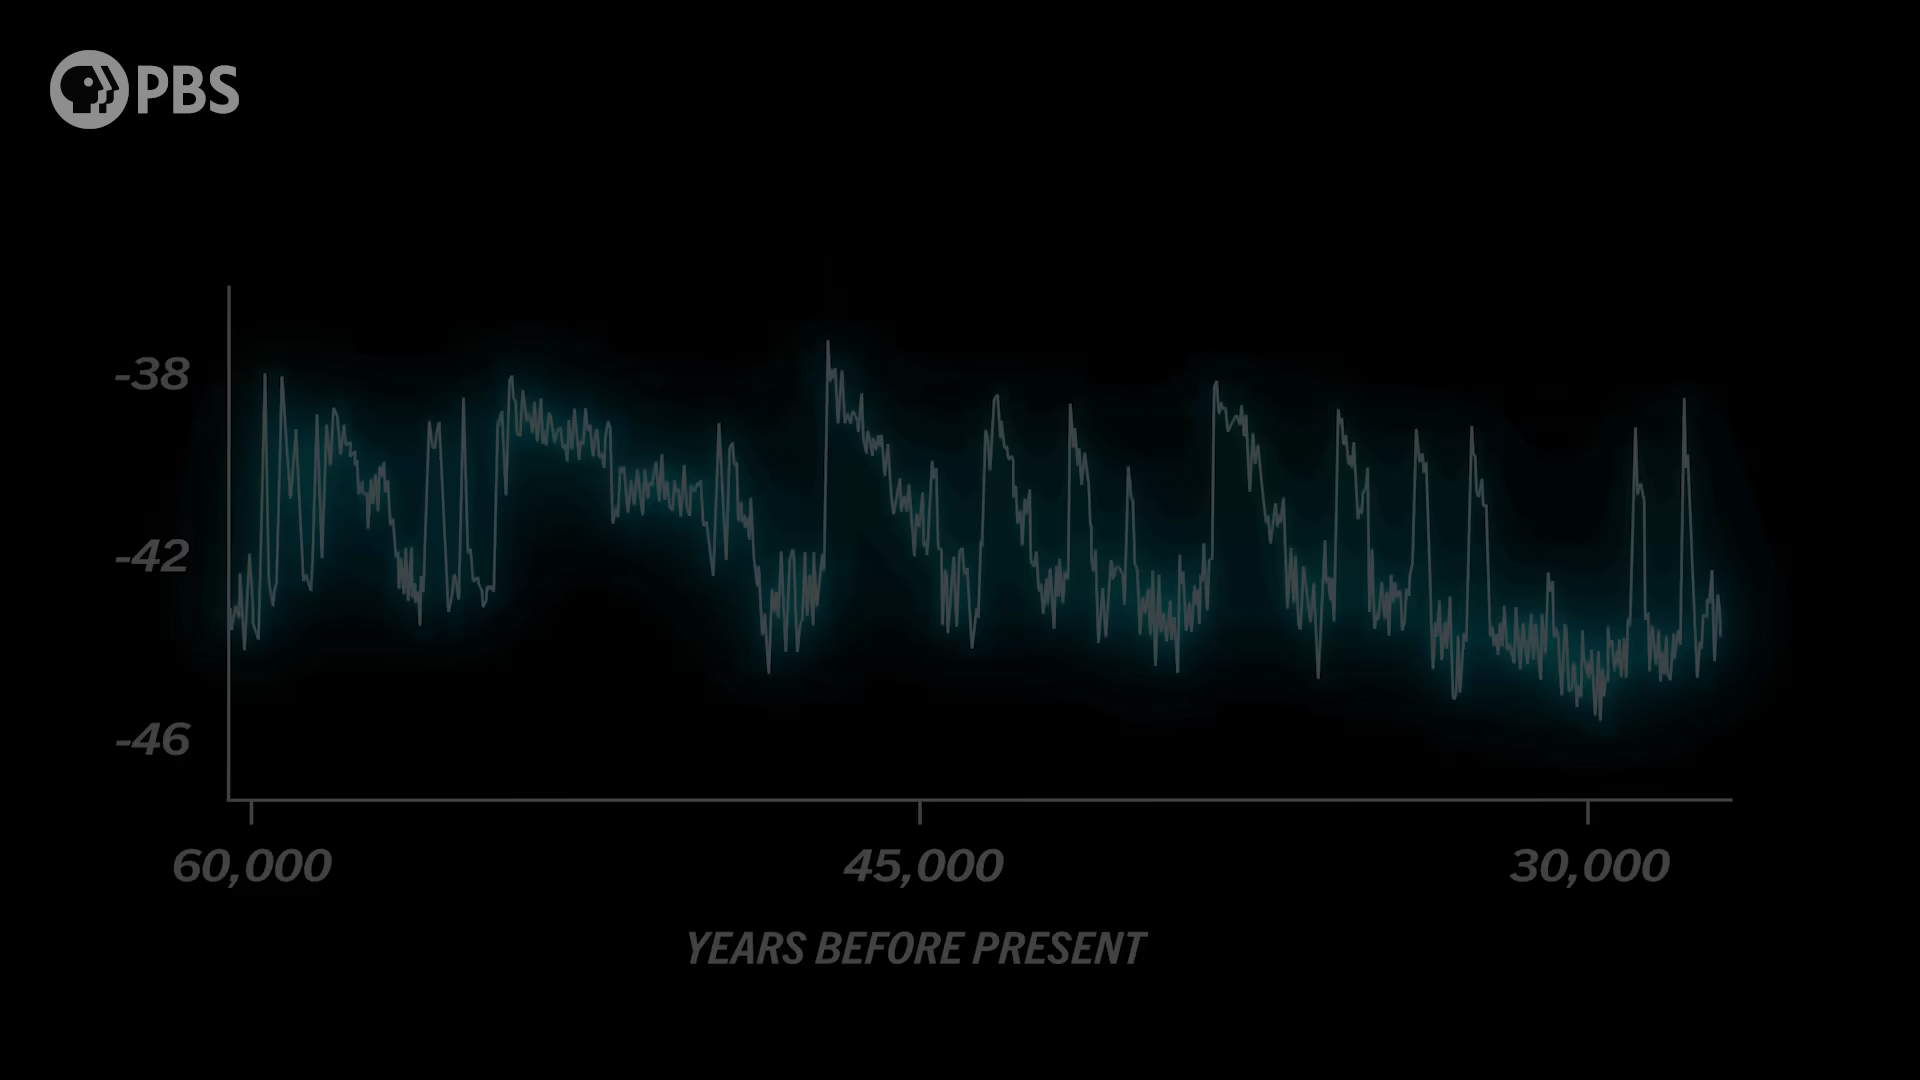 PBS
-38
-42
-46
60,000 45,000 30,000
YEARS BEFORE PRESENT